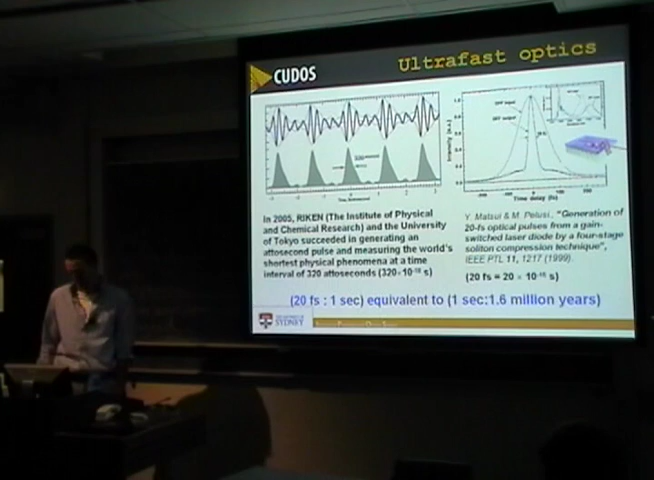 CUDOS
Ultrafast optics
In 2005, RIKEN (The Institute of Physical
and Chemical Research) and the University
of Tokyo succeeded in generating an
attosecond pulse and measuring the world's
shortest physical phenomena at a time
interval of 320 attoseconds (320×10⁻¹⁸ s)
Intensity (a.u.)
Time delay (fs)
Y. Matsui & M. Pelusi, "Generation of
20-fs optical pulses from a gain-
switched laser diode by a four-stage
soliton compression technique",
IEEE PTL 11, 1217 (1999).
(20 fs = 20 × 10⁻¹⁵ s)
(20 fs : 1 sec) equivalent to (1 sec:1.6 million years)
SYDNEY